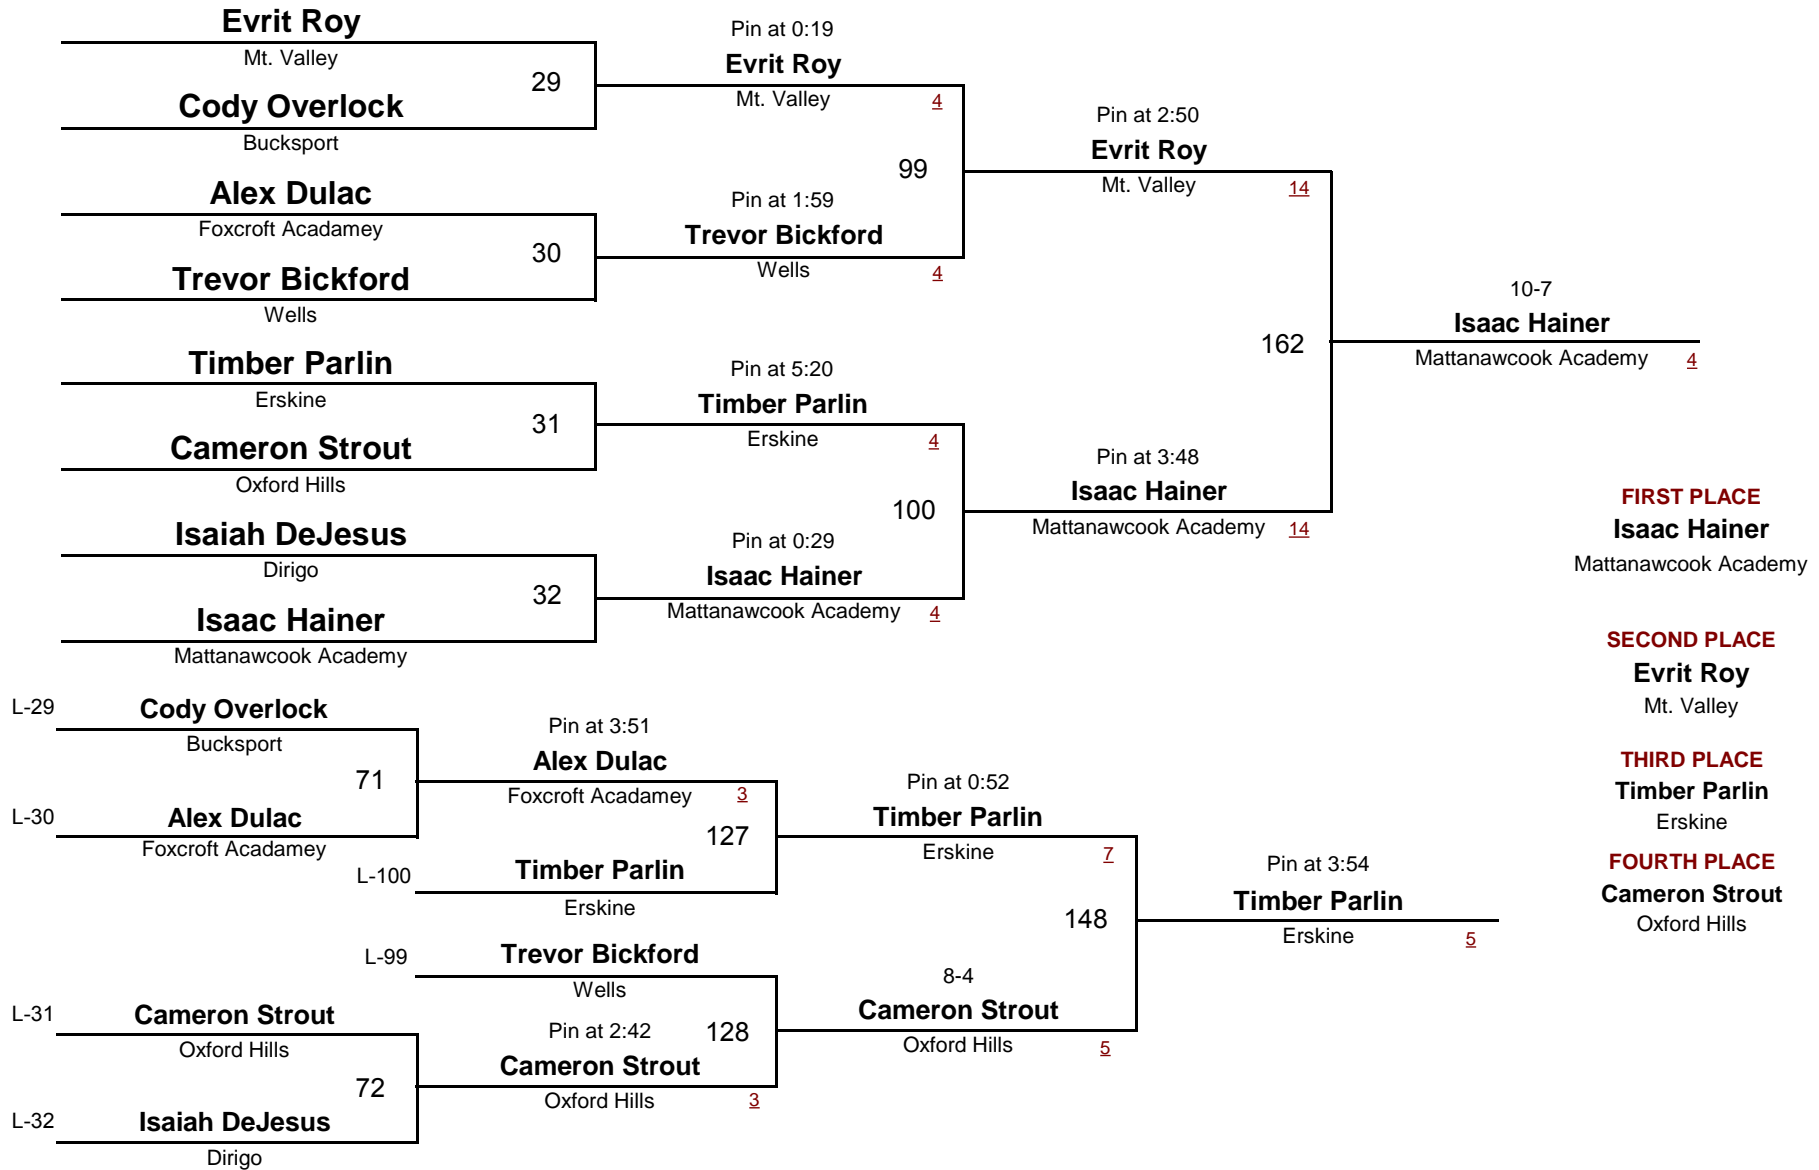 Evrit Roy
Mt. Valley
29
Cody Overlock
Bucksport
Alex Dulac
Foxcroft Acadamey
30
Trevor Bickford
Wells
Timber Parlin
Erskine
31
Cameron Strout
Oxford Hills
Isaiah DeJesus
Dirigo
32
Isaac Hainer
Mattanawcook Academy
Pin at 0:19
Evrit Roy
Mt. Valley 4
99
Pin at 1:59
Trevor Bickford
Wells 4
Pin at 5:20
Timber Parlin
Erskine 4
100
Pin at 0:29
Isaac Hainer
Mattanawcook Academy 4
Pin at 2:50
Evrit Roy
Mt. Valley 14
162
Pin at 3:48
Isaac Hainer
Mattanawcook Academy 14
10-7
Isaac Hainer
Mattanawcook Academy 4
FIRST PLACE
Isaac Hainer
Mattanawcook Academy
SECOND PLACE
Evrit Roy
Mt. Valley
THIRD PLACE
Timber Parlin
Erskine
FOURTH PLACE
Cameron Strout
Oxford Hills
L-29 Cody Overlock
Bucksport
71
L-30 Alex Dulac
Foxcroft Acadamey
Pin at 3:51
Alex Dulac
Foxcroft Acadamey 3
127
L-100 Timber Parlin
Erskine
L-99 Trevor Bickford
Wells
128
L-31 Cameron Strout
Oxford Hills
72
L-32 Isaiah DeJesus
Dirigo
Pin at 2:42
Cameron Strout
Oxford Hills 3
Pin at 0:52
Timber Parlin
Erskine 7
148
8-4
Cameron Strout
Oxford Hills 5
Pin at 3:54
Timber Parlin
Erskine 5